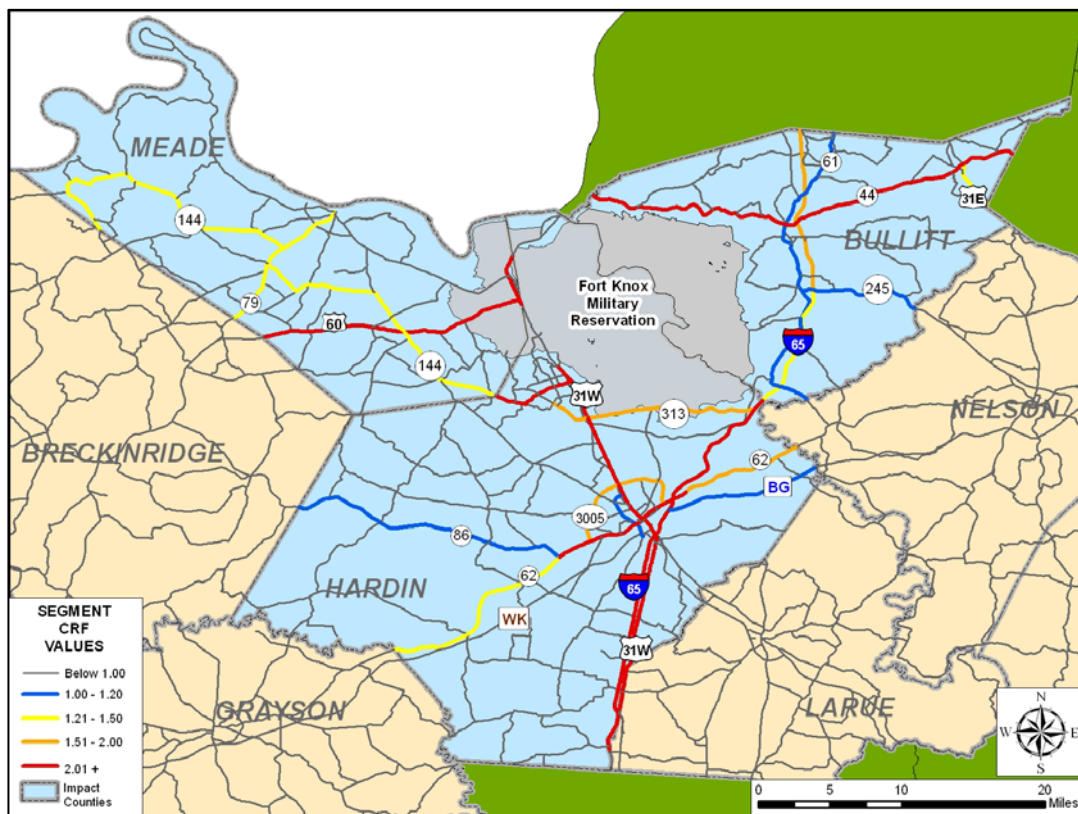 MEADE
61
44
31E
144
BULLITT
Fort Knox
Military
Reservation
245
79
60
65
144
31W
313
NELSON
BRECKINRIDGE
62
BG
3005
86
62
HARDIN
65
WK
31W
GRAYSON
LARUE
SEGMENT
CRF
VALUES
Below 1.00
1.00 - 1.20
1.21 - 1.50
1.51 - 2.00
2.01 +
Impact
Counties
N
W
E
S
0 5 10 20
Miles